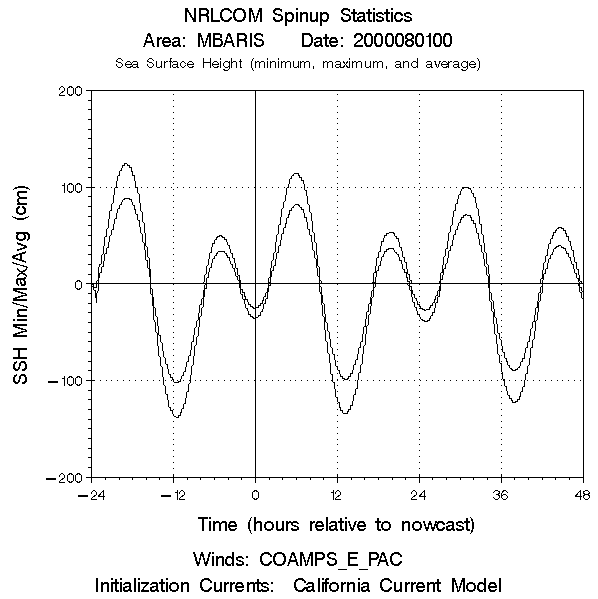 NRLCOM Spinup Statistics
Area: MBARIS Date: 2000080100
Sea Surface Height (minimum, maximum, and average)
200
100
0
−100
−200
SSH Min/Max/Avg (cm)
−24 −12 0 12 24 36 48
Time (hours relative to nowcast)
Winds: COAMPS_E_PAC
Initialization Currents: California Current Model